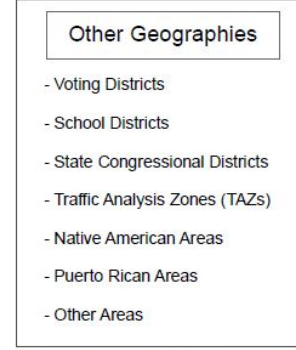 Other Geographies
- Voting Districts
- School Districts
- State Congressional Districts
- Traffic Analysis Zones (TAZs)
- Native American Areas
- Puerto Rican Areas
- Other Areas